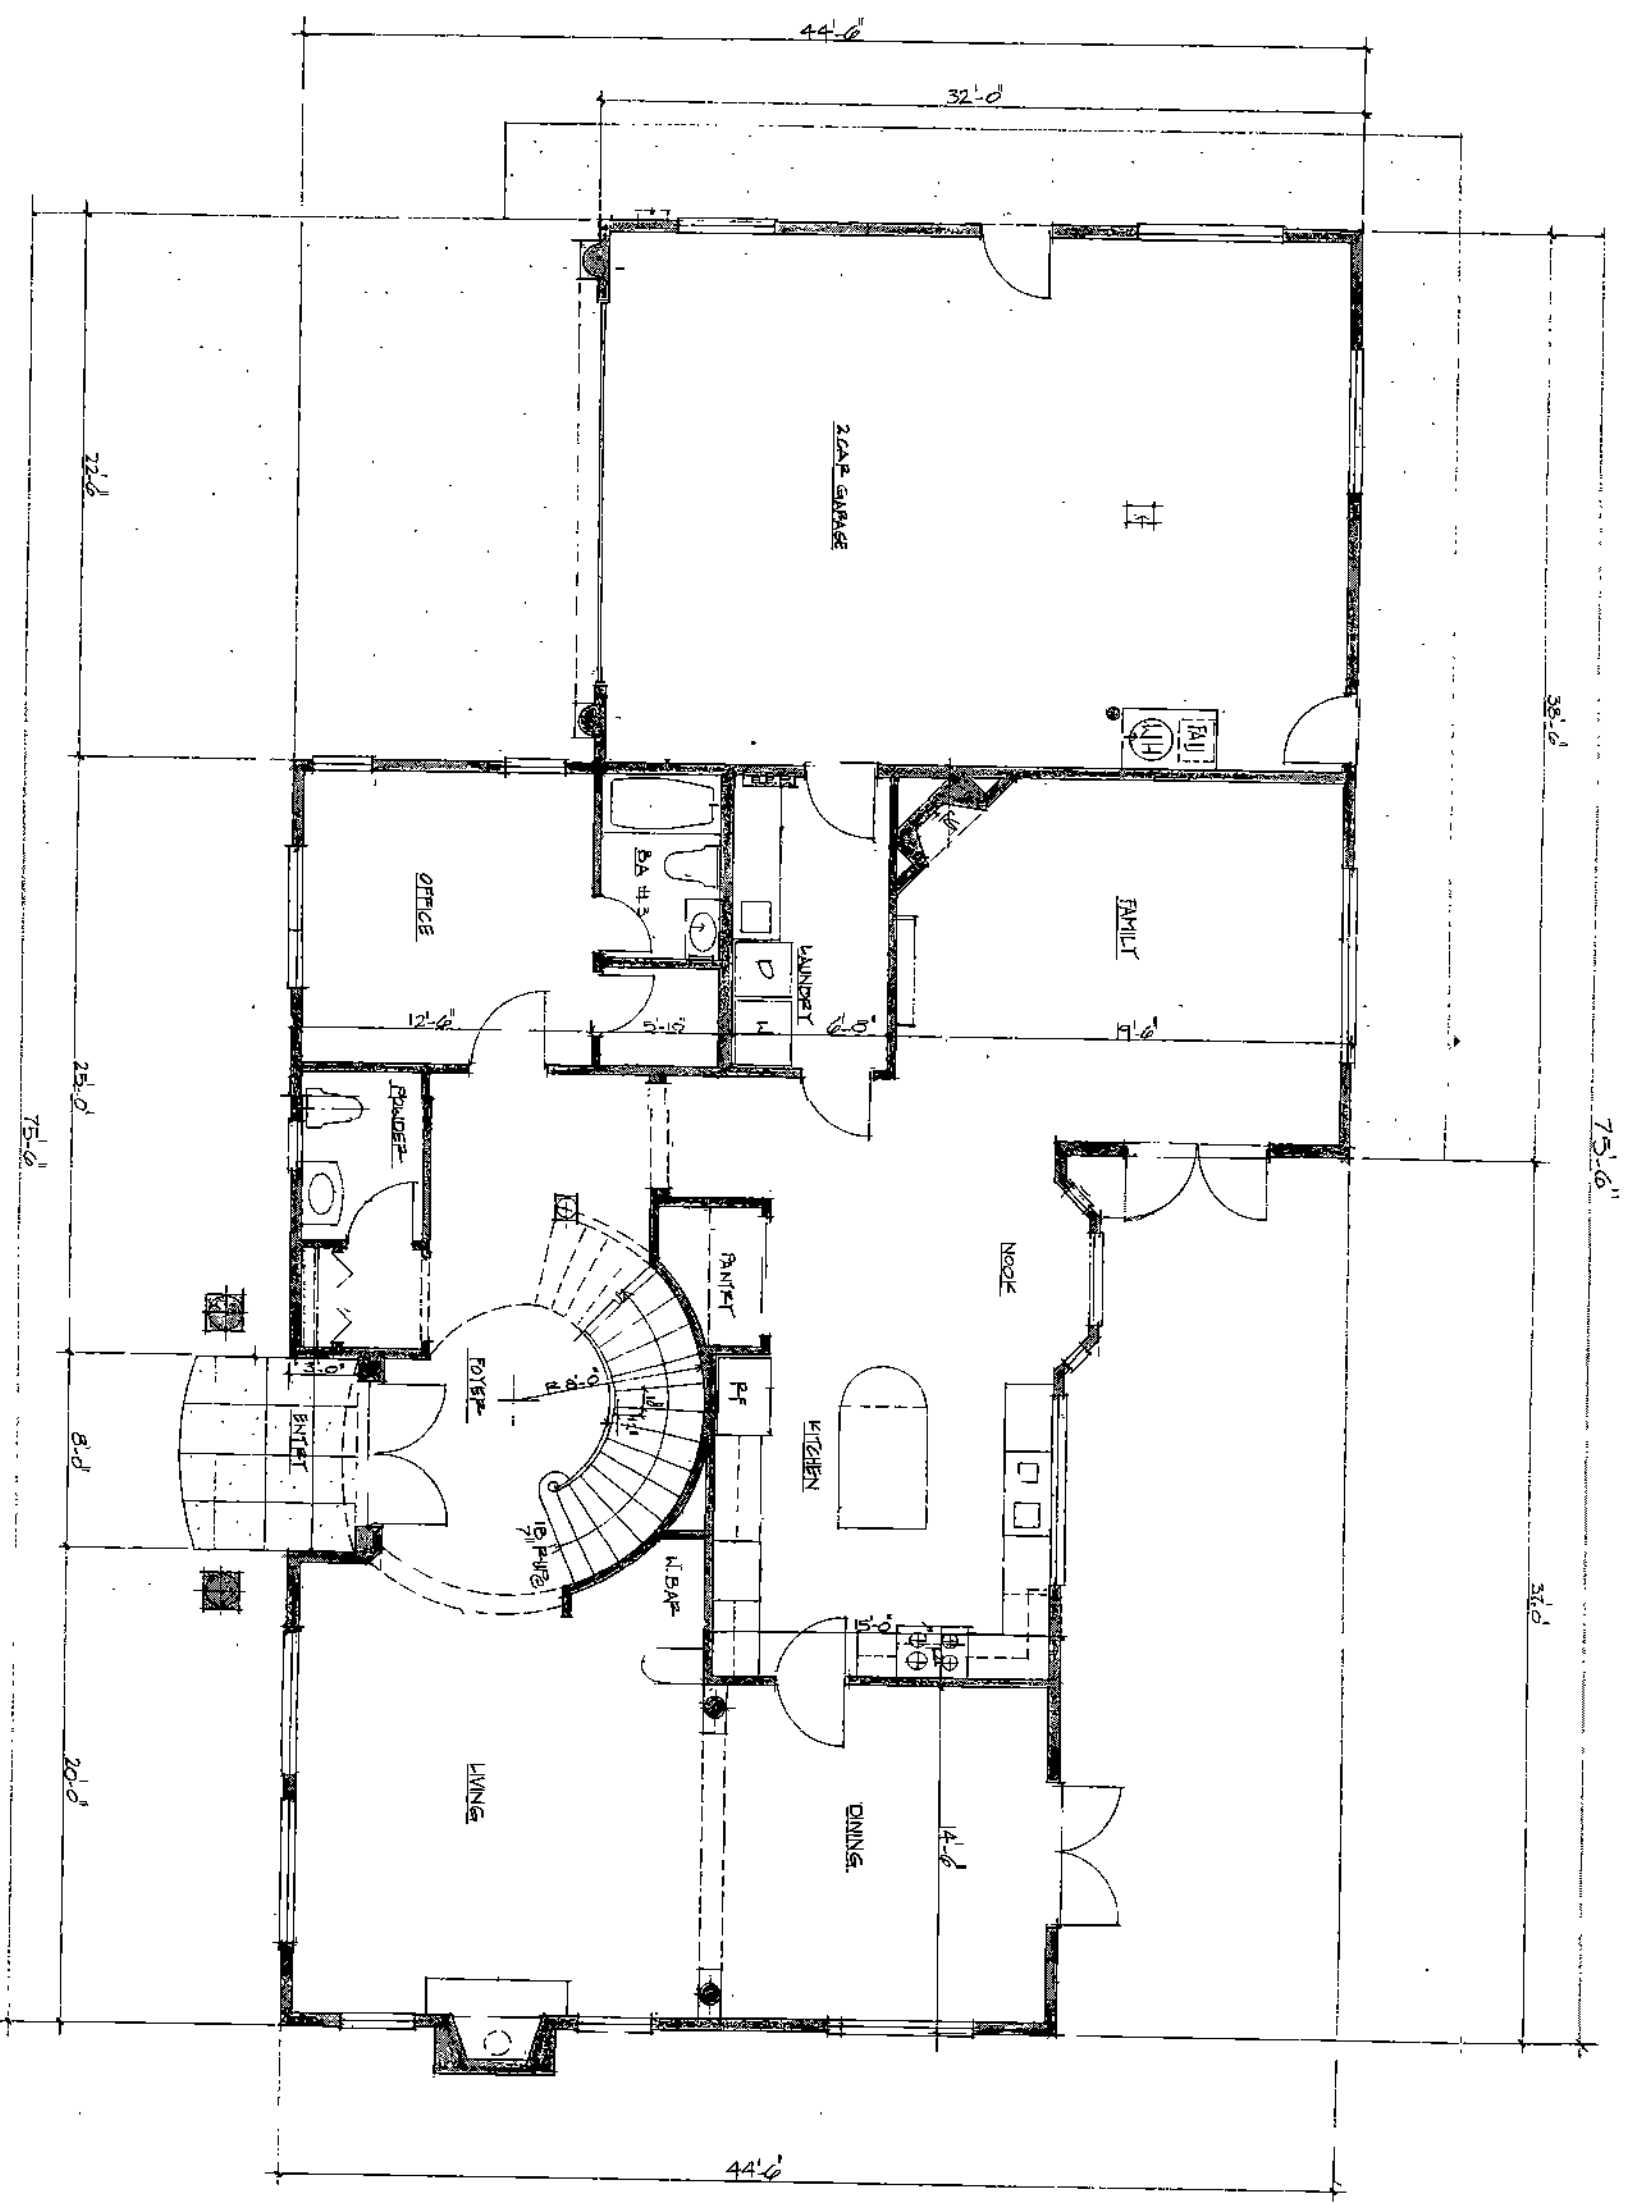 44'-6"
32'-0"
22'-6"
25'-0"
75'-6"
8'-0"
20'-0"
38'-6"
75'-6"
37'-0"
44'-6"
2 CAR GARAGE
FAU
WH
OFFICE
BA #3
LAUNDRY
D
W
FAMILY
12'-6"
5'-10"
6'-0"
19'-6"
POWDER
PANTRY
NOOK
FOYER
ENTRY
3'-0"
RF
KITCHEN
W. BAR
15'-0"
LIVING
DINING
14'-6"